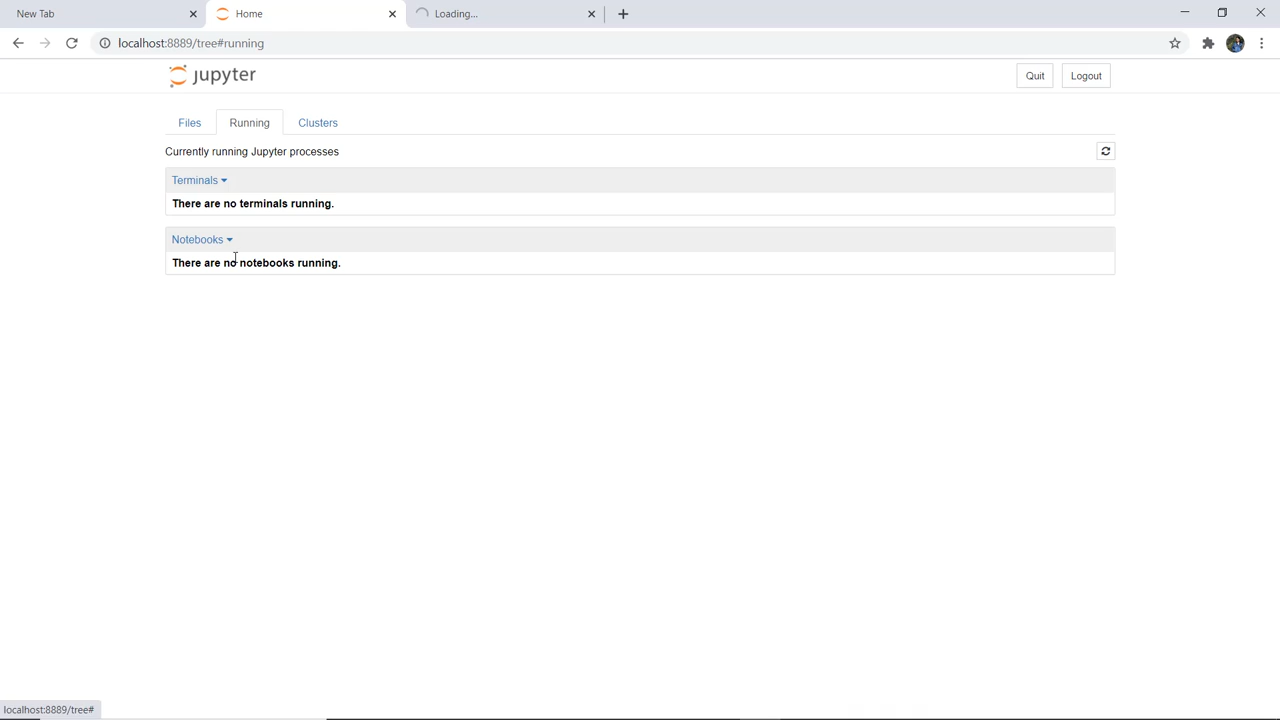 New Tab
Home
Loading...
localhost:8889/tree#running
jupyter
Quit
Logout
Files
Running
Clusters
Currently running Jupyter processes
Terminals
There are no terminals running.
Notebooks
There are no notebooks running.
localhost:8889/tree#